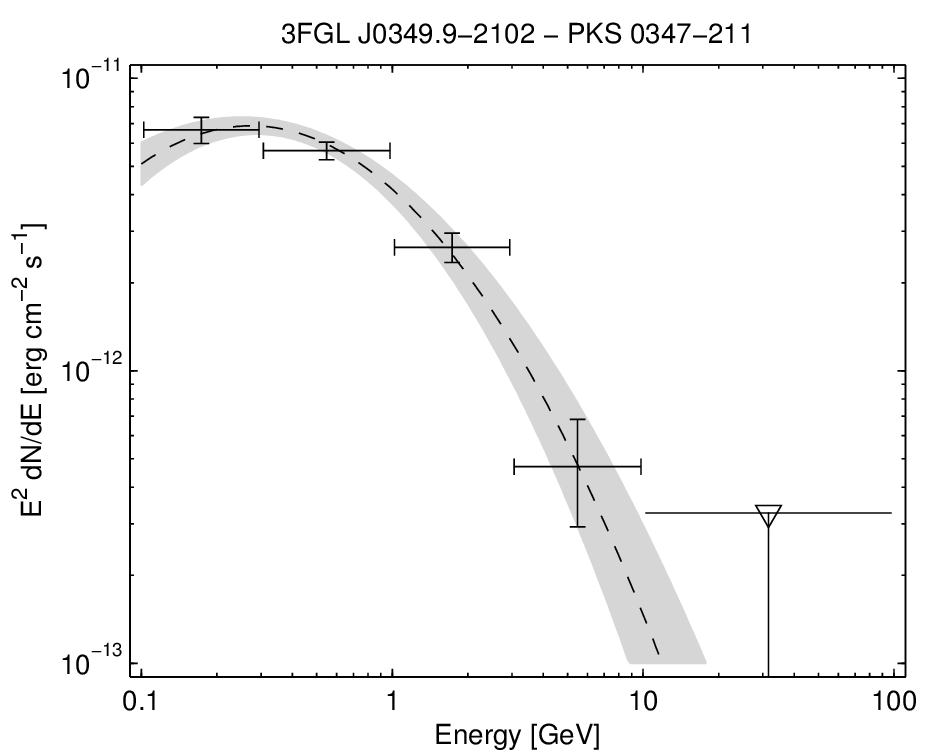 3FGL J0349.9−2102 − PKS 0347−211
10⁻¹¹
10⁻¹²
10⁻¹³
E² dN/dE [erg cm⁻² s⁻¹]
0.1 1 10 100
Energy [GeV]